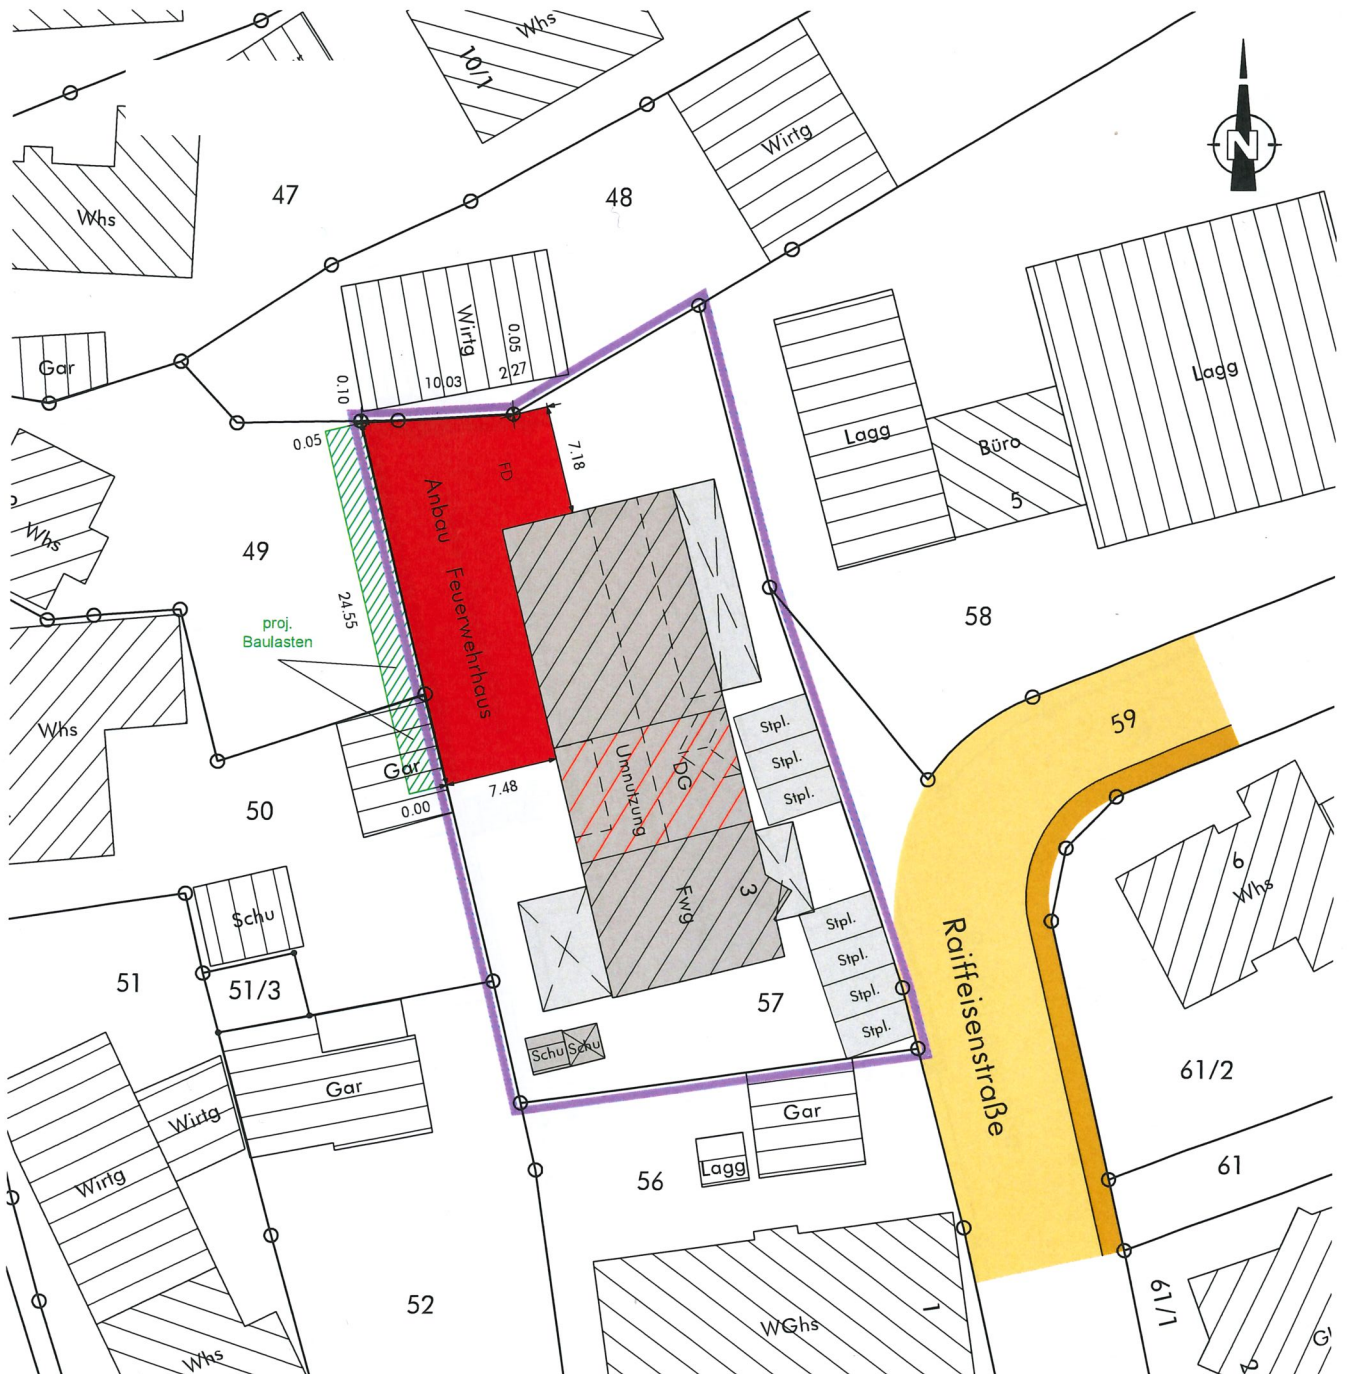 Whs
10/1
Wirtg
N
47
48
Whs
Wirtg
0.05
2.27
10.03
0.10
Gar
Lagg
Lagg
Büro
5
0.05
7.18
FD
Anbau Feuerwehrhaus
Whs
49
24.55
proj.
Baulasten
58
59
Whs
Stpl.
Stpl.
Stpl.
Umnutzung
DG
Gar
7.48
0.00
50
6
Whs
Fwg
3
Schu
Stpl.
Stpl.
Stpl.
Stpl.
Raiffeisenstraße
51
51/3
57
Schu
Schu
61/2
Gar
Wirtg
Gar
Lagg
56
61
Wirtg
52
1
WGhs
61/1
Whs
2